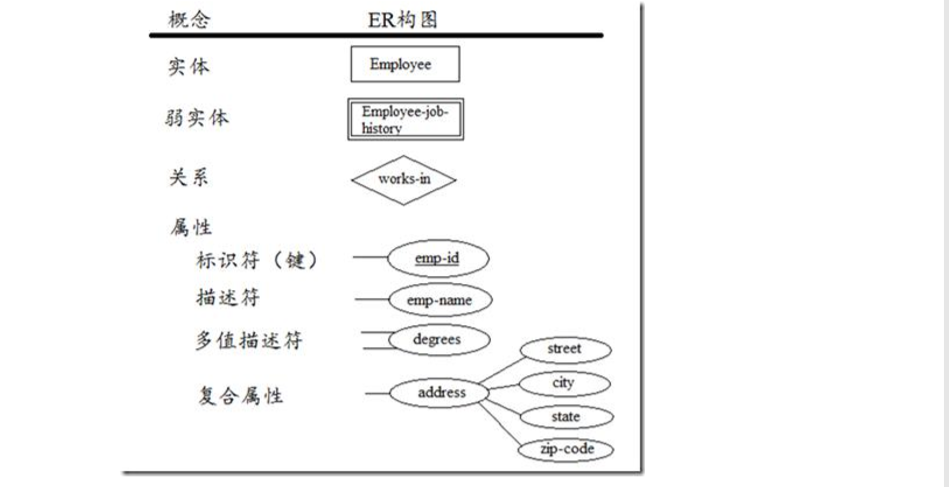 概念 ER构图
实体 Employee
弱实体 Employee-job-
history
关系 works-in
属性
标识符（键） emp-id
描述符 emp-name
多值描述符 degrees
street
复合属性 address city
state
zip-code